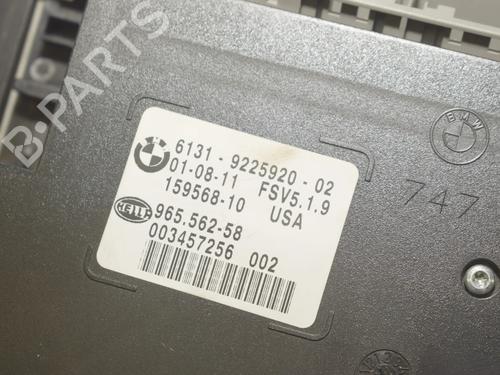 B-PARTS
BMW
6131 - 9225920 - 02
01-08-11 FSV5.1.9
159568-10 USA
HELLA 965.562-58
003457256 002
747